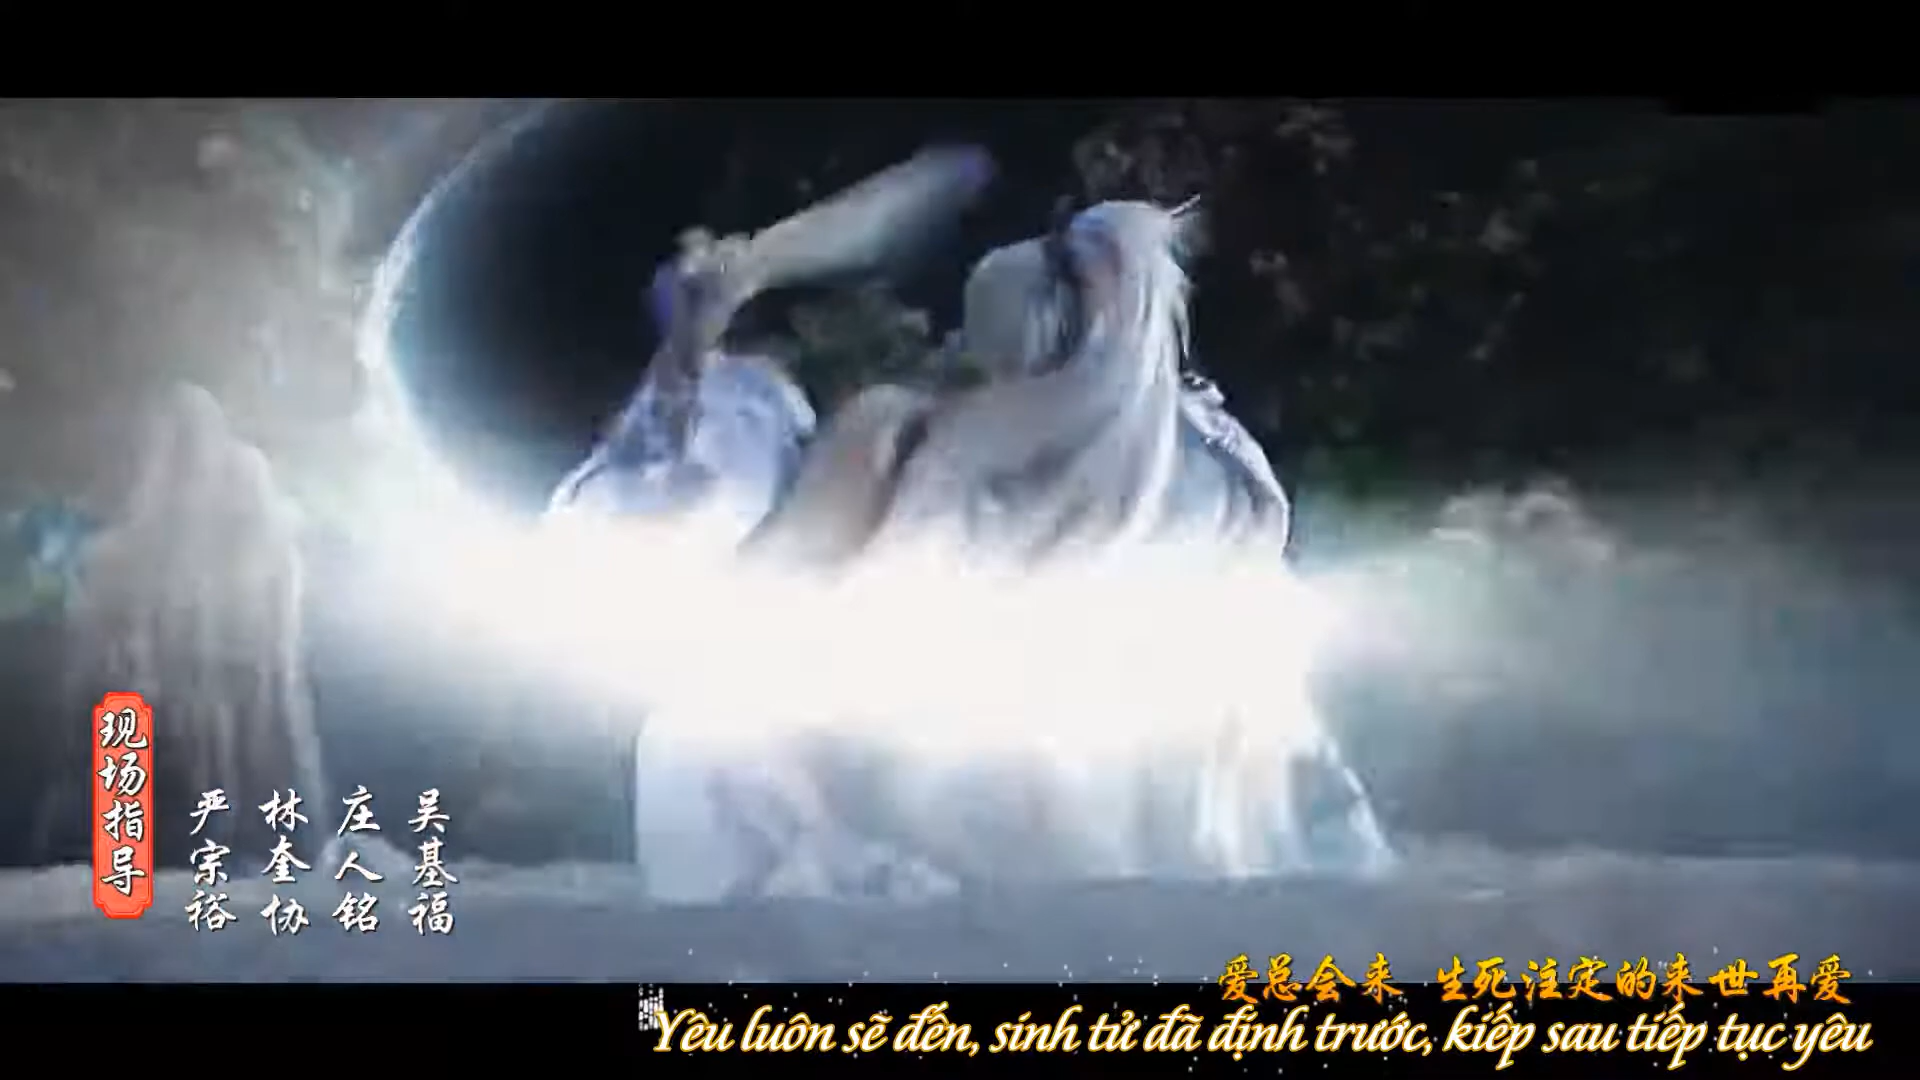 现场指导
严宗裕
林奎协
庄人铭
吴基福
爱总会来 生死注定的来世再爱
Yêu luôn sẽ đến, sinh tử đã định trước, kiếp sau tiếp tục yêu